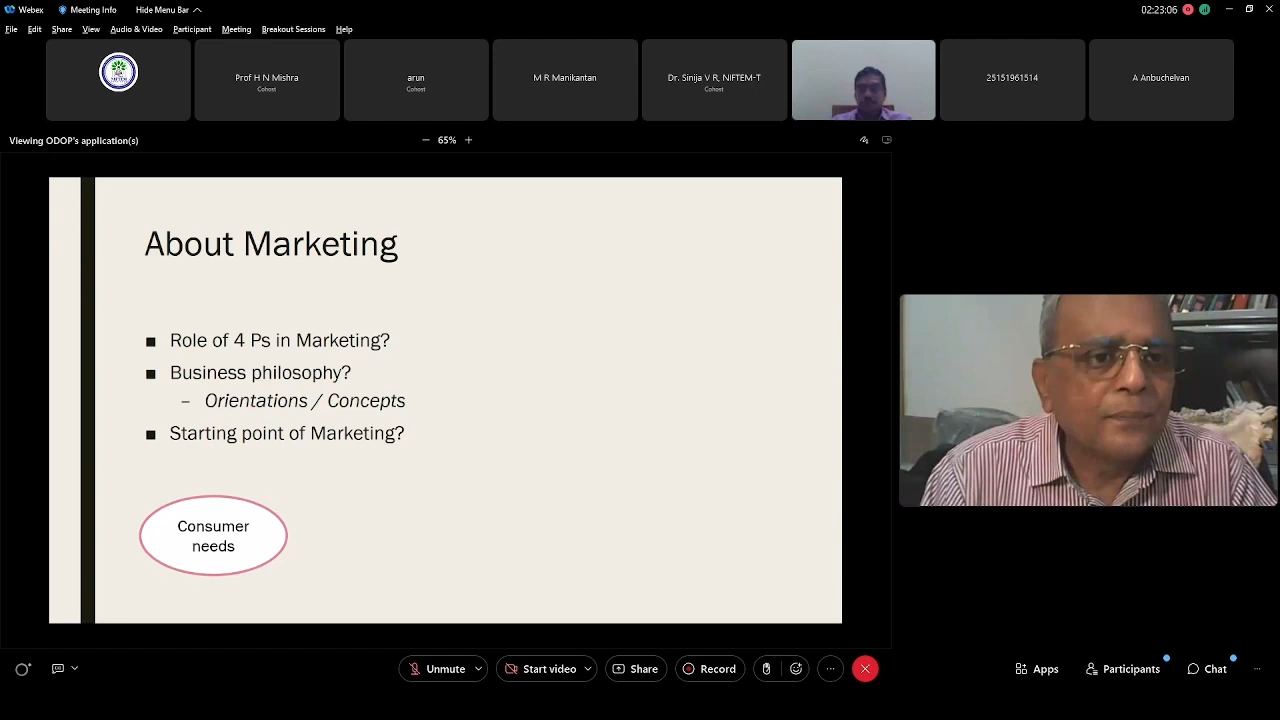 Webex
Meeting Info
Hide Menu Bar
02:23:06
File
Edit
Share
View
Audio & Video
Participant
Meeting
Breakout Sessions
Help
Prof H N Mishra
Cohost
arun
Cohost
M R Manikantan
Dr. Sinija V R, NIFTEM-T
Cohost
25151961514
A Anbuchelvan
Viewing ODOP's application(s)
65%
About Marketing
■ Role of 4 Ps in Marketing?
■ Business philosophy?
– Orientations / Concepts
■ Starting point of Marketing?
Consumer
needs
Unmute
Start video
Share
Record
Apps
Participants
Chat